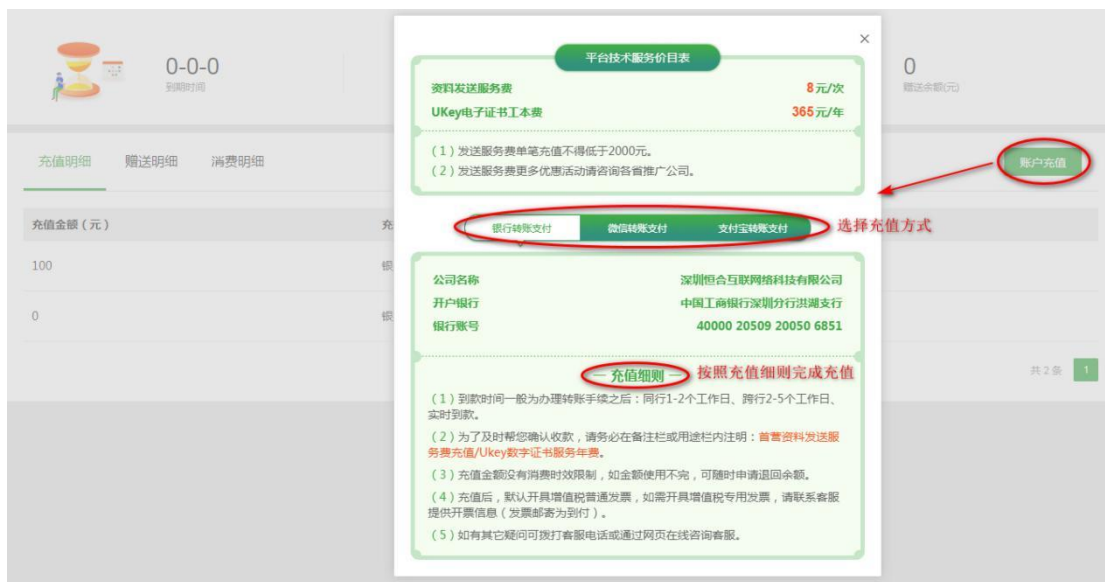 ×
平台技术服务价目表
0-0-0
到期时间
0
赠送余额(元)
资料发送服务费 8元/次
UKey电子证书工本费 365元/年
(1)发送服务费单笔充值不得低于2000元。
(2)发送服务费更多优惠活动请咨询各省推广公司。
充值明细 赠送明细 消费明细
账户充值
充值金额(元) 充
银行转账支付 微信转账支付 支付宝转账支付
选择充值方式
100 银
0 银
公司名称 深圳恒合互联网络科技有限公司
开户银行 中国工商银行深圳分行洪湖支行
银行账号 40000 20509 20050 6851
— 充值细则 —
按照充值细则完成充值
共 2 条 1
(1)到款时间一般为办理转账手续之后:同行1-2个工作日、跨行2-5个工作日、
实时到款。
(2)为了及时帮您确认收款,请务必在备注栏或用途栏内注明:首营资料发送服
务费充值/Ukey数字证书服务年费。
(3)充值金额没有消费时效限制,如金额使用不完,可随时申请退回余额。
(4)充值后,默认开具增值税普通发票,如需开具增值税专用发票,请联系客服
提供开票信息(发票邮寄为到付)。
(5)如有其它疑问可拨打客服电话或通过网页在线咨询客服。